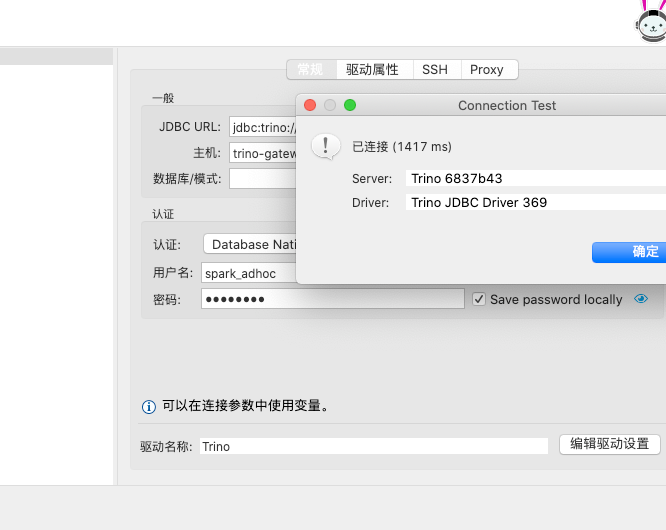 常规 驱动属性 SSH Proxy
一般
Connection Test
JDBC URL: jdbc:trino://
已连接 (1417 ms)
主机: trino-gatew
数据库/模式:
Server: Trino 6837b43
Driver: Trino JDBC Driver 369
认证
认证: Database Nati
确定
用户名: spark_adhoc
密码: ●●●●●●●● Save password locally
可以在连接参数中使用变量。
驱动名称: Trino 编辑驱动设置